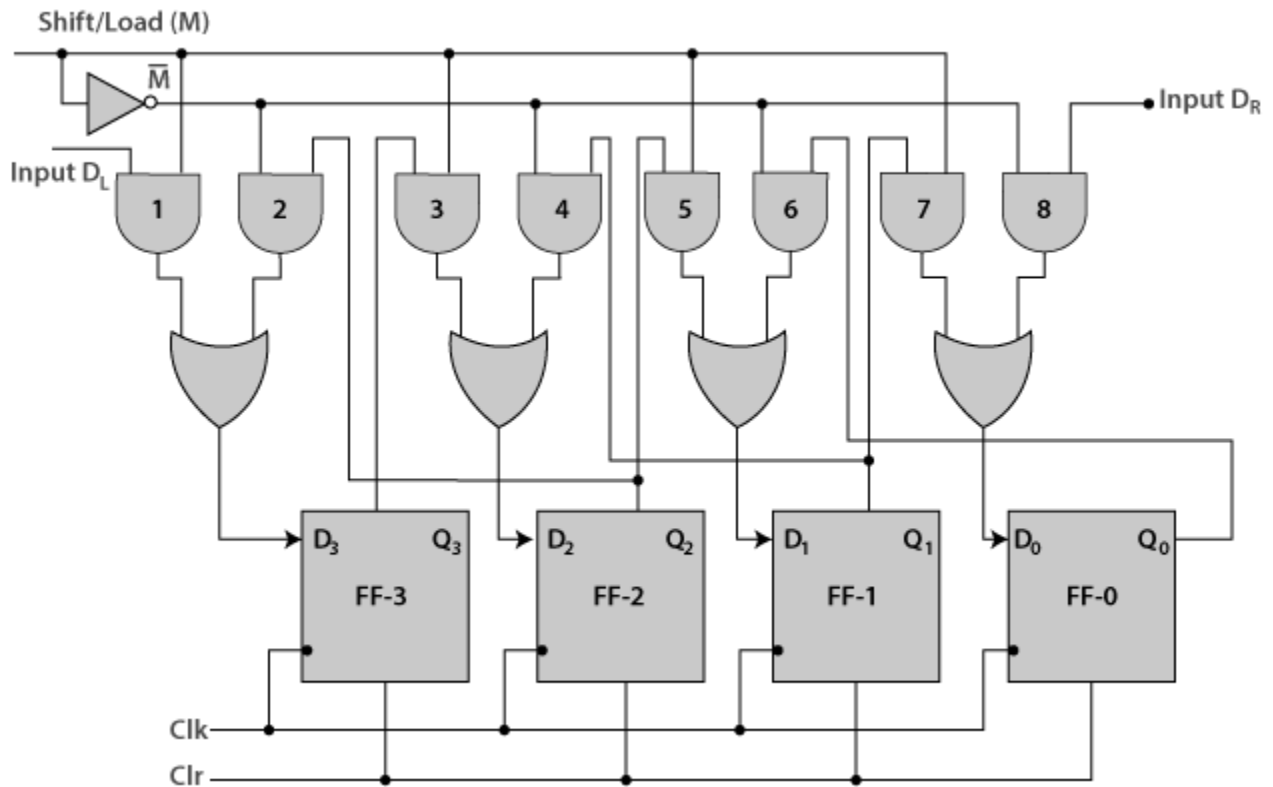 Shift/Load (M)
M̅
Input D_R
Input D_L
1 2 3 4 5 6 7 8
D₃ Q₃ D₂ Q₂ D₁ Q₁ D₀ Q₀
FF-3 FF-2 FF-1 FF-0
Clk
Clr